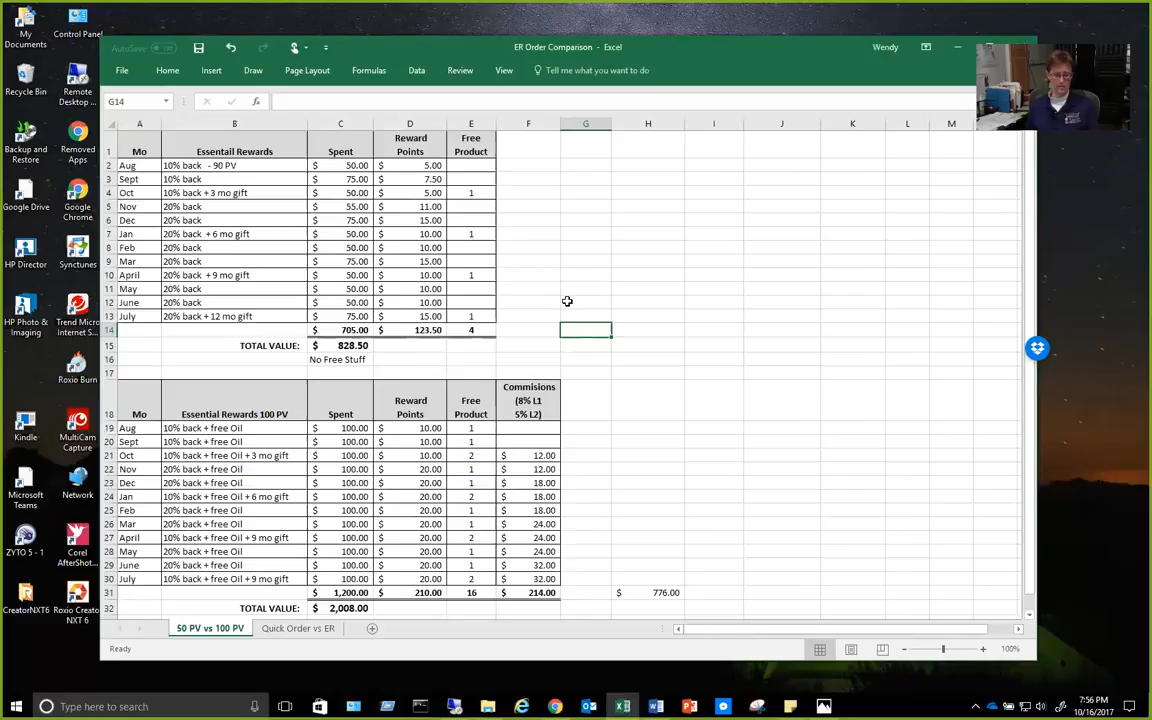 My Documents
Control Panel
Recycle Bin
Remote Desktop ...
Backup and Restore
Removed Apps
Google Drive
Google Chrome
HP Director
Synctunes
HP Photo & Imaging
Trend Micro Internet S...
Roxio Burn
Kindle
MultiCam Capture
Microsoft Teams
Network
ZYTO 5 - 1
Corel AfterShot...
CreatorNXT6
Roxio Creato NXT 6
AutoSave Off
ER Order Comparison - Excel
Wendy
File Home Insert Draw Page Layout Formulas Data Review View Tell me what you want to do
G14
fx
A B C D E F G H I J K L M
1 Mo Essentail Rewards Spent Reward Points Free Product
2 Aug 10% back - 90 PV $ 50.00 $ 5.00
3 Sept 10% back $ 75.00 $ 7.50
4 Oct 10% back + 3 mo gift $ 50.00 $ 5.00 1
5 Nov 20% back $ 55.00 $ 11.00
6 Dec 20% back $ 75.00 $ 15.00
7 Jan 20% back + 6 mo gift $ 50.00 $ 10.00 1
8 Feb 20% back $ 50.00 $ 10.00
9 Mar 20% back $ 75.00 $ 15.00
10 April 20% back + 9 mo gift $ 50.00 $ 10.00 1
11 May 20% back $ 50.00 $ 10.00
12 June 20% back $ 50.00 $ 10.00
13 July 20% back + 12 mo gift $ 75.00 $ 15.00 1
14 $ 705.00 $ 123.50 4
15 TOTAL VALUE: $ 828.50
16 No Free Stuff
17
18 Mo Essential Rewards 100 PV Spent Reward Points Free Product Commisions (8% L1 5% L2)
19 Aug 10% back + free Oil $ 100.00 $ 10.00 1
20 Sept 10% back + free Oil $ 100.00 $ 10.00 1
21 Oct 10% back + free Oil + 3 mo gift $ 100.00 $ 10.00 2 $ 12.00
22 Nov 20% back + free Oil $ 100.00 $ 20.00 1 $ 12.00
23 Dec 20% back + free Oil $ 100.00 $ 20.00 1 $ 18.00
24 Jan 10% back + free Oil + 6 mo gift $ 100.00 $ 20.00 2 $ 18.00
25 Feb 20% back + free Oil $ 100.00 $ 20.00 1 $ 18.00
26 Mar 20% back + free Oil $ 100.00 $ 20.00 1 $ 24.00
27 April 10% back + free Oil + 9 mo gift $ 100.00 $ 20.00 2 $ 24.00
28 May 20% back + free Oil $ 100.00 $ 20.00 1 $ 24.00
29 June 20% back + free Oil $ 100.00 $ 20.00 1 $ 32.00
30 July 10% back + free Oil + 9 mo gift $ 100.00 $ 20.00 2 $ 32.00
31 $ 1,200.00 $ 210.00 16 $ 214.00 $ 776.00
32 TOTAL VALUE: $ 2,008.00
50 PV vs 100 PV Quick Order vs ER
Ready
100%
Type here to search
7:56 PM
10/16/2017